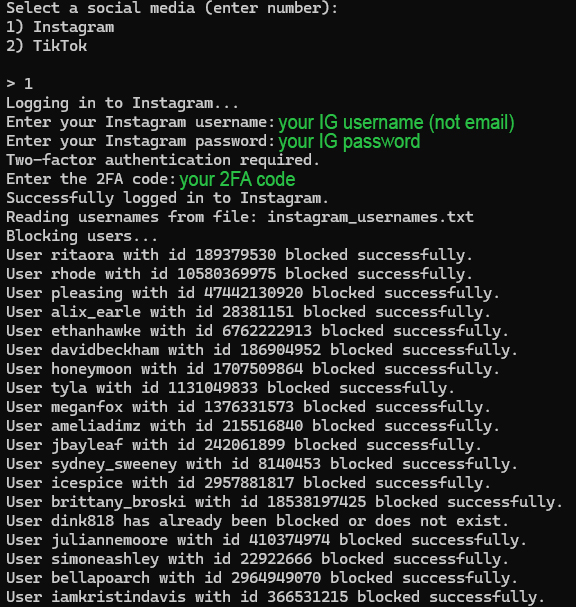 Select a social media (enter number):
1) Instagram
2) TikTok
> 1
Logging in to Instagram...
Enter your Instagram username: your IG username (not email)
Enter your Instagram password: your IG password
Two-factor authentication required.
Enter the 2FA code: your 2FA code
Successfully logged in to Instagram.
Reading usernames from file: instagram_usernames.txt
Blocking users...
User ritaora with id 189379530 blocked successfully.
User rhode with id 10580369975 blocked successfully.
User pleasing with id 47442130920 blocked successfully.
User alix_earle with id 28381151 blocked successfully.
User ethanhawke with id 6762222913 blocked successfully.
User davidbeckham with id 186904952 blocked successfully.
User honeymoon with id 1707509864 blocked successfully.
User tyla with id 1131049833 blocked successfully.
User meganfox with id 1376331573 blocked successfully.
User ameliadimz with id 215516840 blocked successfully.
User jbayleaf with id 242061899 blocked successfully.
User sydney_sweeney with id 8140453 blocked successfully.
User icespice with id 2957881817 blocked successfully.
User brittany_broski with id 18538197425 blocked successfully.
User dink818 has already been blocked or does not exist.
User juliannemoore with id 410374974 blocked successfully.
User simoneashley with id 22922666 blocked successfully.
User bellapoarch with id 2964949070 blocked successfully.
User iamkristindavis with id 366531215 blocked successfully.